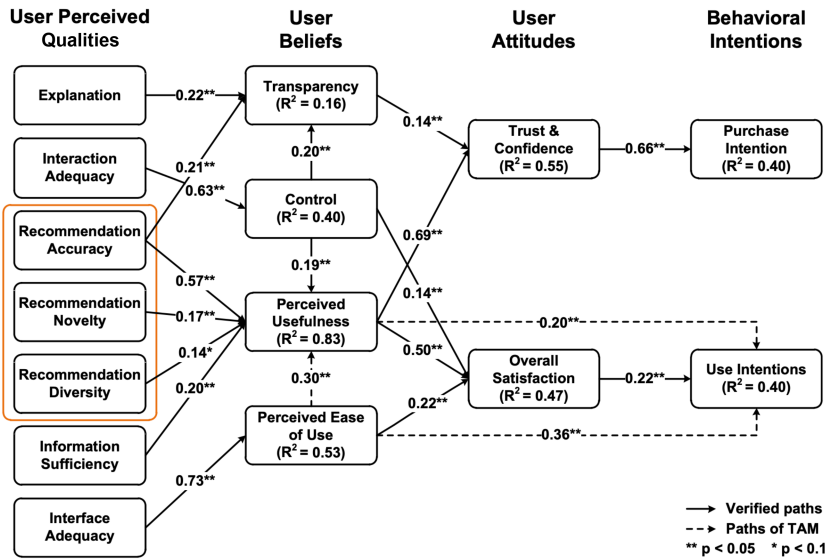 User Perceived
Qualities
User
Beliefs
User
Attitudes
Behavioral
Intentions
Explanation
0.22**
Transparency
(R² = 0.16)
0.14**
Trust &
Confidence
(R² = 0.55)
0.66**
Purchase
Intention
(R² = 0.40)
Interaction
Adequacy
0.21**
0.63**
0.20**
Control
(R² = 0.40)
Recommendation
Accuracy
0.57**
0.19**
0.69**
0.14**
Recommendation
Novelty
0.17**
Perceived
Usefulness
(R² = 0.83)
0.20**
0.50**
Recommendation
Diversity
0.14*
0.20**
0.30**
Overall
Satisfaction
(R² = 0.47)
0.22**
Use Intentions
(R² = 0.40)
Information
Sufficiency
Perceived Ease
of Use
(R² = 0.53)
0.22**
0.36**
Interface
Adequacy
0.73**
Verified paths
Paths of TAM
** p < 0.05 * p < 0.1